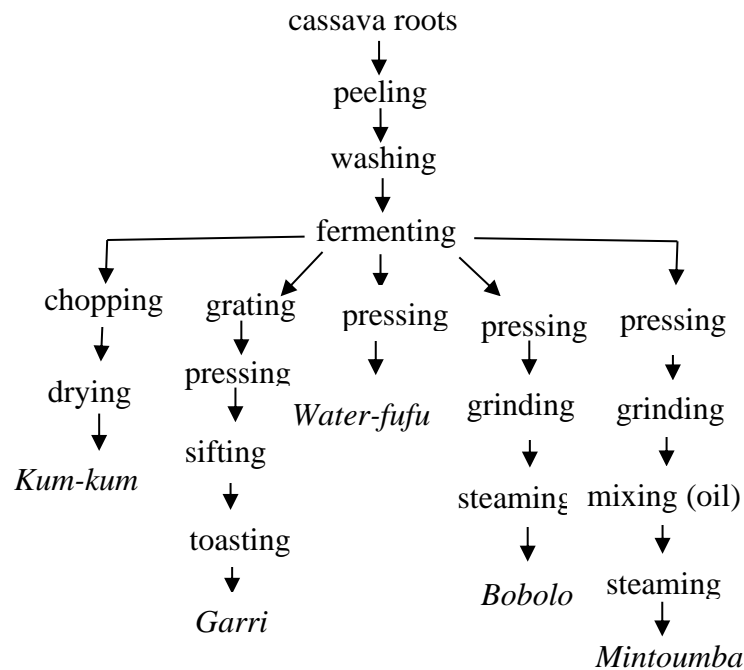 cassava roots
peeling
washing
fermenting
chopping
drying
Kum-kum
grating
pressing
sifting
toasting
Garri
pressing
Water-fufu
pressing
grinding
steaming
Bobolo
pressing
grinding
mixing (oil)
steaming
Mintoumba